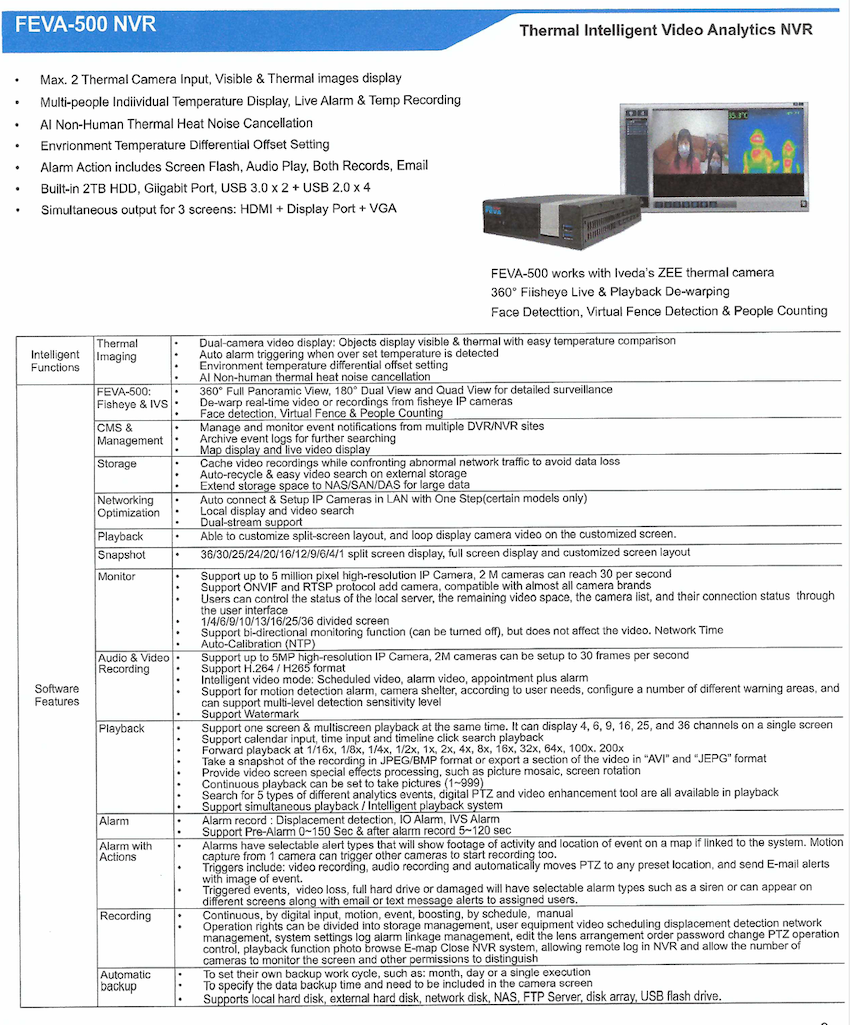 FEVA-500 NVR
Thermal Intelligent Video Analytics NVR
• Max. 2 Thermal Camera Input, Visible & Thermal images display
• Multi-people Indiividual Temperature Display, Live Alarm & Temp Recording
• AI Non-Human Thermal Heat Noise Cancellation
• Envrionment Temperature Differential Offset Setting
• Alarm Action includes Screen Flash, Audio Play, Both Records, Email
• Built-in 2TB HDD, Giigabit Port, USB 3.0 x 2 + USB 2.0 x 4
• Simultaneous output for 3 screens: HDMI + Display Port + VGA
35.3°C
FEVA
FEVA-500 works with Iveda's ZEE thermal camera
360° Fiisheye Live & Playback De-warping
Face Detecttion, Virtual Fence Detection & People Counting
Intelligent
Functions
Thermal
Imaging
• Dual-camera video display: Objects display visible & thermal with easy temperature comparison
• Auto alarm triggering when over set temperature is detected
• Environment temperature differential offset setting
• AI Non-human thermal heat noise cancellation
Software
Features
FEVA-500:
Fisheye & IVS
• 360° Full Panoramic View, 180° Dual View and Quad View for detailed surveillance
• De-warp real-time video or recordings from fisheye IP cameras
• Face detection, Virtual Fence & People Counting
CMS &
Management
• Manage and monitor event notifications from multiple DVR/NVR sites
• Archive event logs for further searching
• Map display and live video display
Storage
• Cache video recordings while confronting abnormal network traffic to avoid data loss
• Auto-recycle & easy video search on external storage
• Extend storage space to NAS/SAN/DAS for large data
Networking
Optimization
• Auto connect & Setup IP Cameras in LAN with One Step(certain models only)
• Local display and video search
• Dual-stream support
Playback
• Able to customize split-screen layout, and loop display camera video on the customized screen.
Snapshot
• 36/30/25/24/20/16/12/9/6/4/1 split screen display, full screen display and customized screen layout
Monitor
• Support up to 5 million pixel high-resolution IP Camera, 2 M cameras can reach 30 per second
• Support ONVIF and RTSP protocol add camera, compatible with almost all camera brands
• Users can control the status of the local server, the remaining video space, the camera list, and their connection status through
the user interface
• 1/4/6/9/10/13/16/25/36 divided screen
• Support bi-directional monitoring function (can be turned off), but does not affect the video. Network Time
• Auto-Calibration (NTP)
Audio & Video
Recording
• Support up to 5MP high-resolution IP Camera, 2M cameras can be setup to 30 frames per second
• Support H.264 / H265 format
• Intelligent video mode: Scheduled video, alarm video, appointment plus alarm
• Support for motion detection alarm, camera shelter, according to user needs, configure a number of different warning areas, and
can support multi-level detection sensitivity level
• Support Watermark
Playback
• Support one screen & multiscreen playback at the same time. It can display 4, 6, 9, 16, 25, and 36 channels on a single screen
• Support calendar input, time input and timeline click search playback
• Forward playback at 1/16x, 1/8x, 1/4x, 1/2x, 1x, 2x, 4x, 8x, 16x, 32x, 64x, 100x. 200x
• Take a snapshot of the recording in JPEG/BMP format or export a section of the video in "AVI" and "JEPG" format
• Provide video screen special effects processing, such as picture mosaic, screen rotation
• Continuous playback can be set to take pictures (1~999)
• Search for 5 types of different analytics events, digital PTZ and video enhancement tool are all available in playback
• Support simultaneous playback / Intelligent playback system
Alarm
• Alarm record : Displacement detection, IO Alarm, IVS Alarm
• Support Pre-Alarm 0~150 Sec & after alarm record 5~120 sec
Alarm with
Actions
• Alarms have selectable alert types that will show footage of activity and location of event on a map if linked to the system. Motion
capture from 1 camera can trigger other cameras to start recording too.
• Triggers include: video recording, audio recording and automatically moves PTZ to any preset location, and send E-mail alerts
with image of event.
• Triggered events, video loss, full hard drive or damaged will have selectable alarm types such as a siren or can appear on
different screens along with email or text message alerts to assigned users.
Recording
• Continuous, by digital input, motion, event, boosting, by schedule, manual
• Operation rights can be divided into storage management, user equipment video scheduling displacement detection network
management, system settings log alarm linkage management, edit the lens arrangement order password change PTZ operation
control, playback function photo browse E-map Close NVR system, allowing remote log in NVR and allow the number of
cameras to monitor the screen and other permissions to distinguish
Automatic
backup
• To set their own backup work cycle, such as: month, day or a single execution
• To specify the data backup time and need to be included in the camera screen
• Supports local hard disk, external hard disk, network disk, NAS, FTP Server, disk array, USB flash drive.